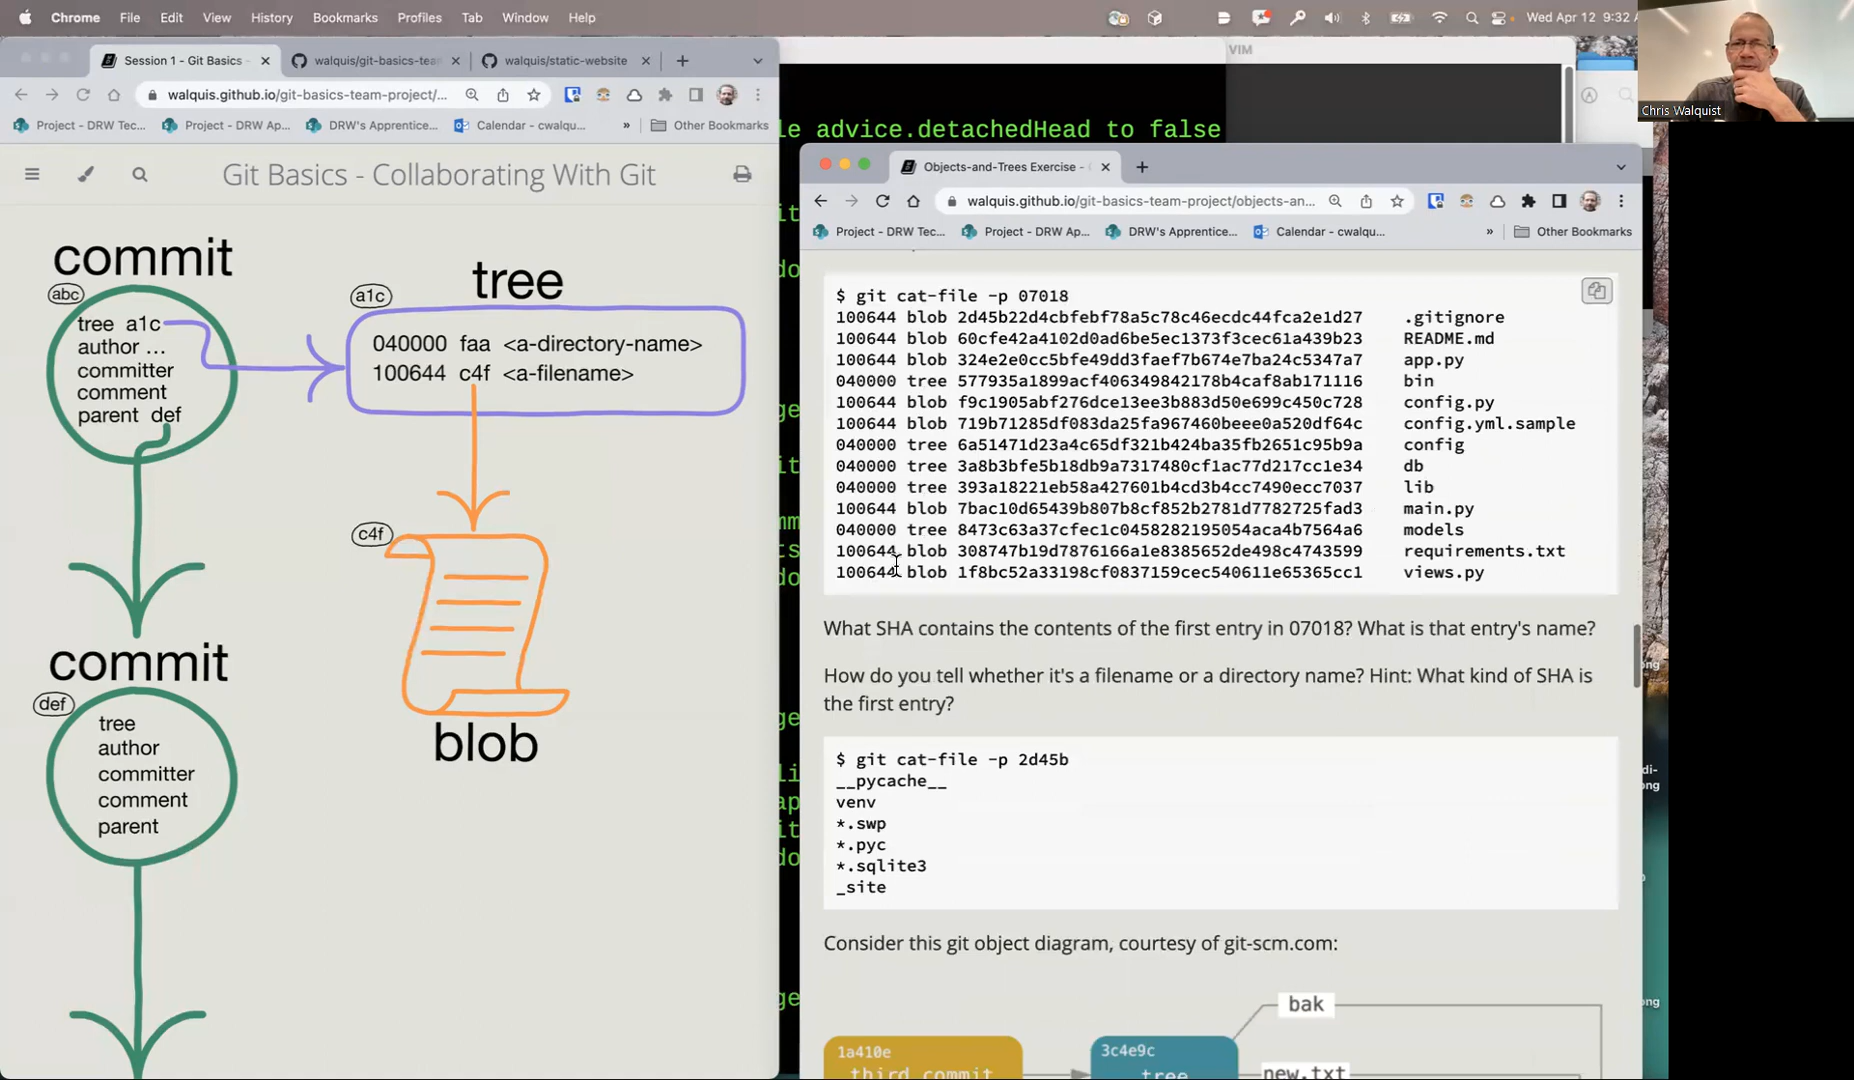 Chrome File Edit View History Bookmarks Profiles Tab Window Help
Wed Apr 12 9:32
Session 1 - Git Basics -
walquis/git-basics-tea
walquis/static-website
walquis.github.io/git-basics-team-project/...
Project - DRW Tec...
Project - DRW Ap...
DRW's Apprentice...
Calendar - cwalqu...
»
Other Bookmarks
Git Basics - Collaborating With Git
commit
abc
tree a1c
author ...
committer
comment
parent def
tree
a1c
040000 faa <a-directory-name>
100644 c4f <a-filename>
c4f
blob
commit
def
tree
author
committer
comment
parent
VIM
le advice.detachedHead to false
Chris Walquist
Objects-and-Trees Exercise -
walquis.github.io/git-basics-team-project/objects-an...
Project - DRW Tec...
Project - DRW Ap...
DRW's Apprentice...
Calendar - cwalqu...
»
Other Bookmarks
$ git cat-file -p 07018
100644 blob 2d45b22d4cbfebf78a5c78c46ecdc44fca2e1d27 .gitignore
100644 blob 60cfe42a4102d0ad6be5ec1373f3cec61a439b23 README.md
100644 blob 324e2e0cc5bfe49dd3faef7b674e7ba24c5347a7 app.py
040000 tree 577935a1899acf406349842178b4caf8ab171116 bin
100644 blob f9c1905abf276dce13ee3b883d50e699c450c728 config.py
100644 blob 719b71285df083da25fa967460beee0a520df64c config.yml.sample
040000 tree 6a51471d23a4c65df321b424ba35fb2651c95b9a config
040000 tree 3a8b3bfe5b18db9a7317480cf1ac77d217cc1e34 db
040000 tree 393a18221eb58a427601b4cd3b4cc7490ecc7037 lib
100644 blob 7bac10d65439b807b8cf852b2781d7782725fad3 main.py
040000 tree 8473c63a37cfec1c0458282195054aca4b7564a6 models
100644 blob 308747b19d7876166a1e8385652de498c4743599 requirements.txt
100644 blob 1f8bc52a33198cf0837159cec540611e65365cc1 views.py
What SHA contains the contents of the first entry in 07018? What is that entry's name?
How do you tell whether it's a filename or a directory name? Hint: What kind of SHA is
the first entry?
$ git cat-file -p 2d45b
__pycache__
venv
*.swp
*.pyc
*.sqlite3
_site
Consider this git object diagram, courtesy of git-scm.com:
bak
1a410e
third commit
3c4e9c
tree
new.txt